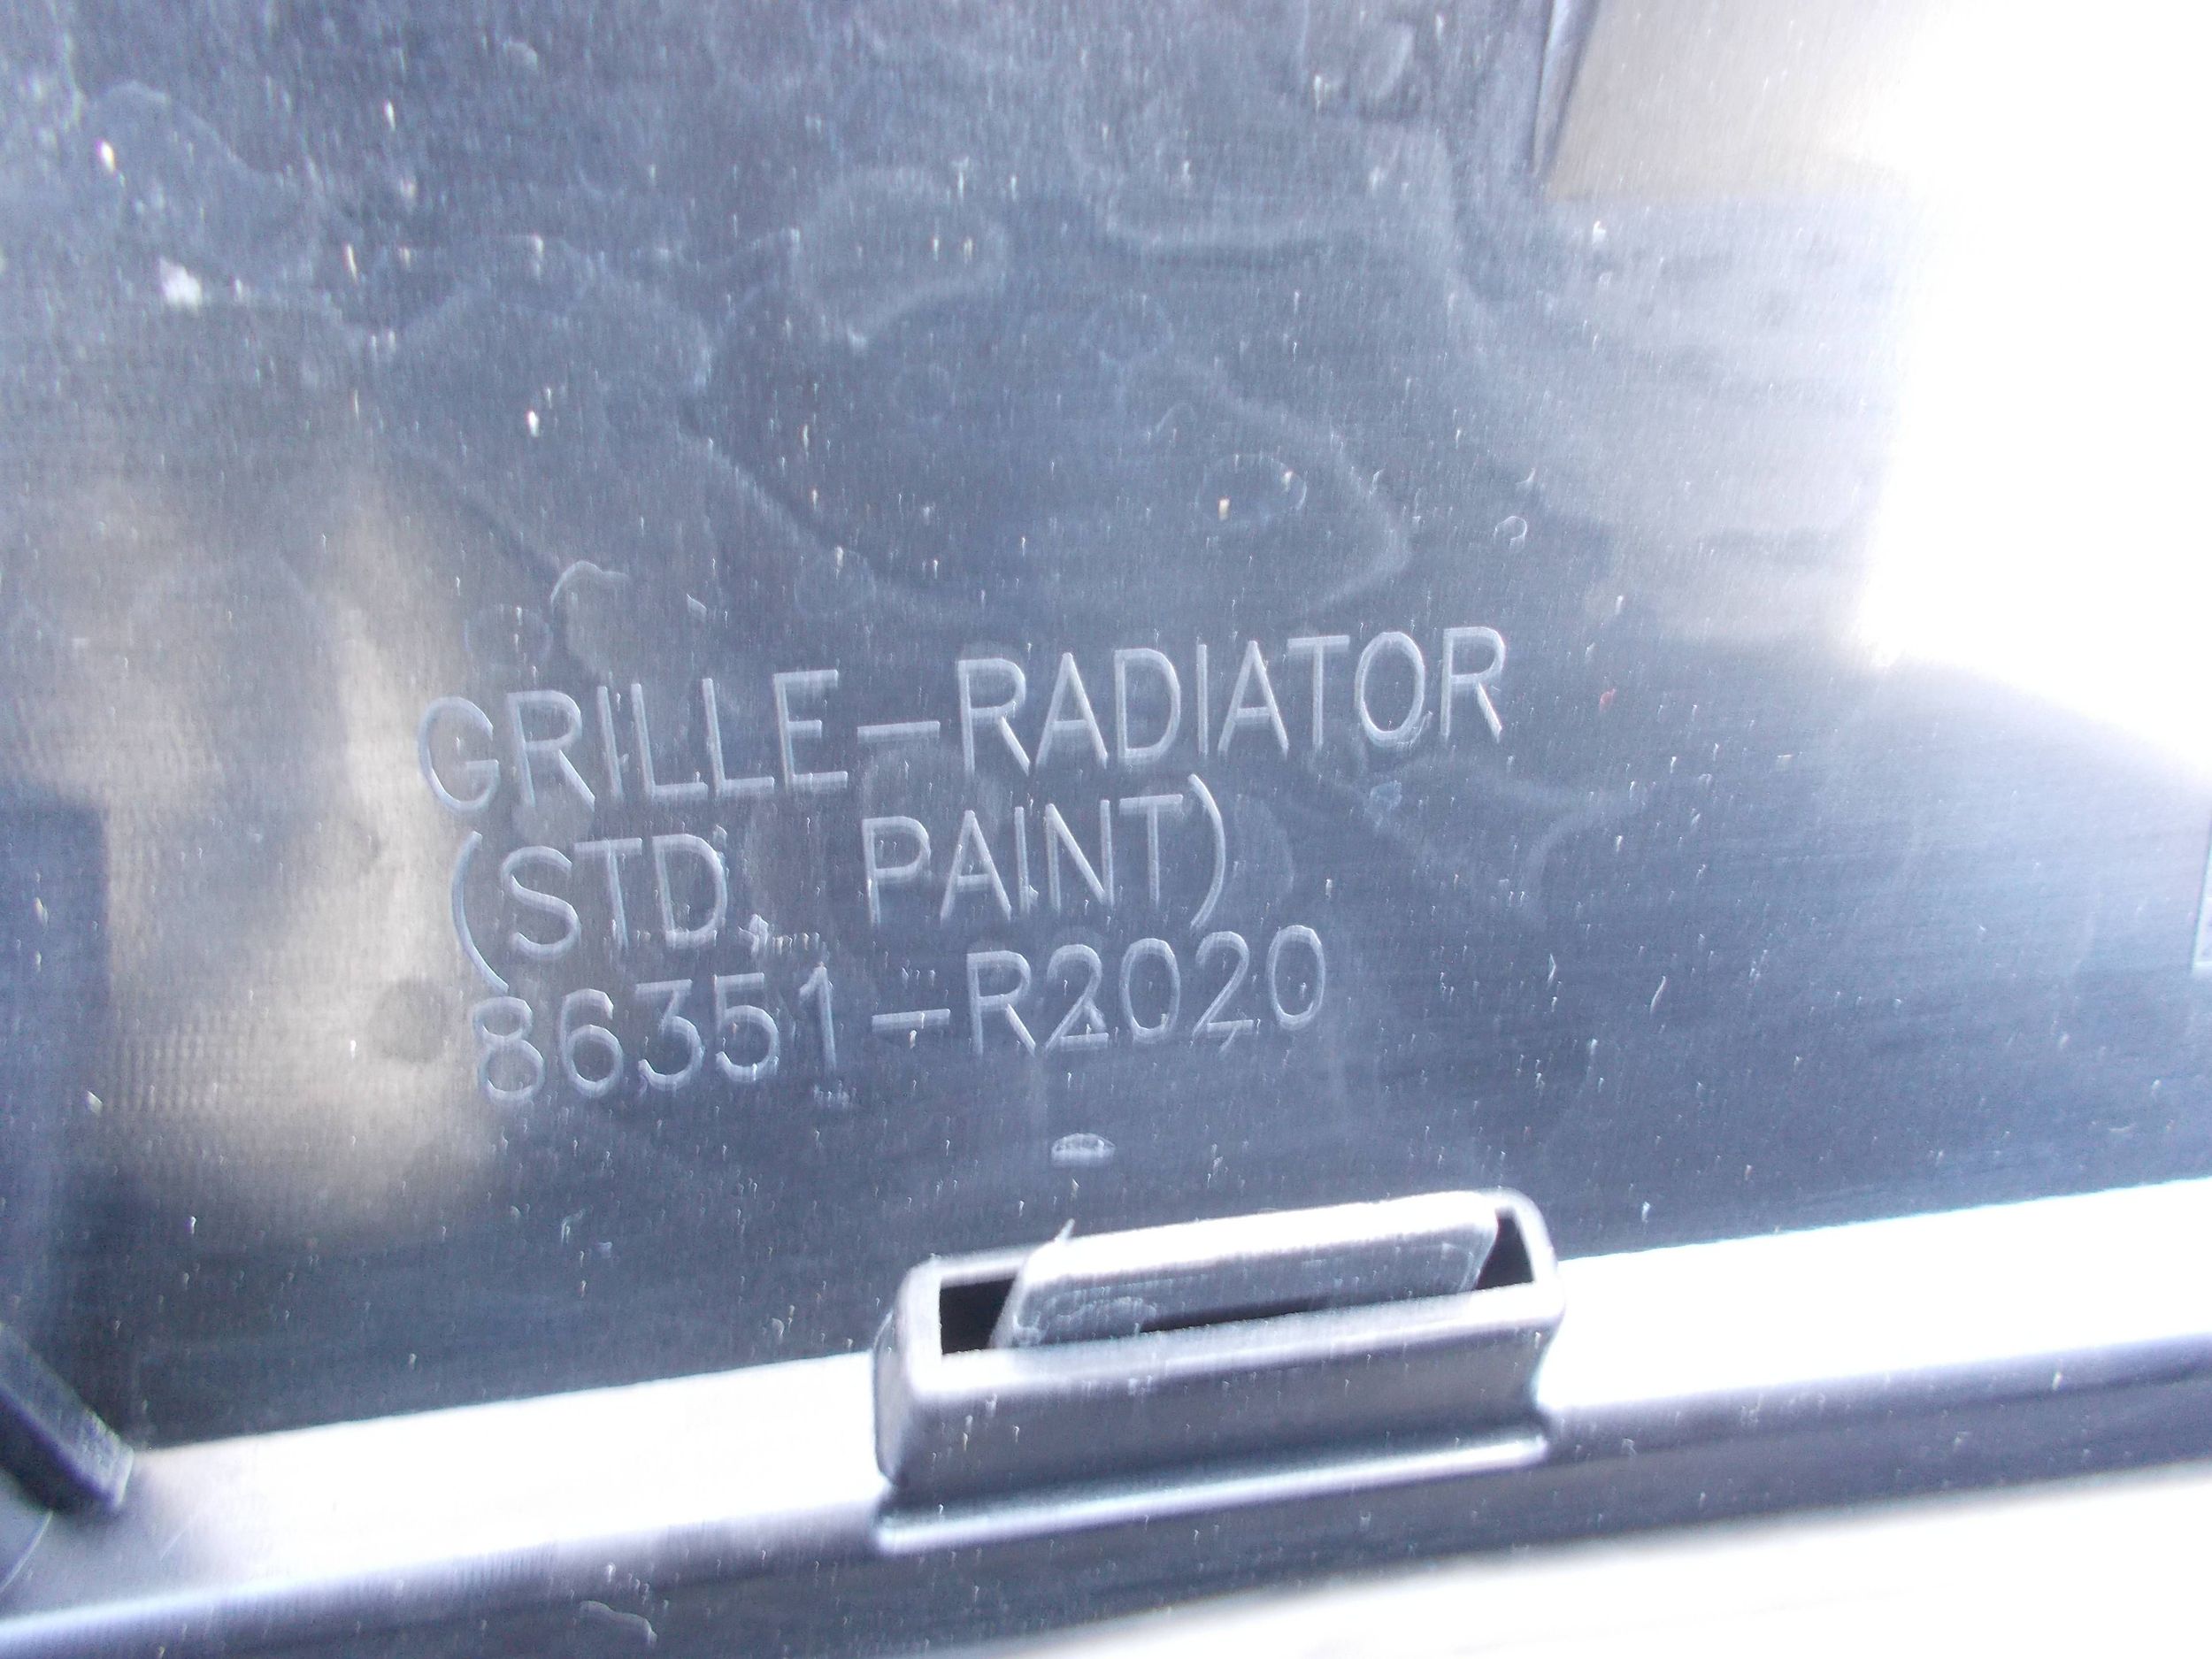 GRILLE-RADIATOR
(STD. PAINT)
86351-R2020